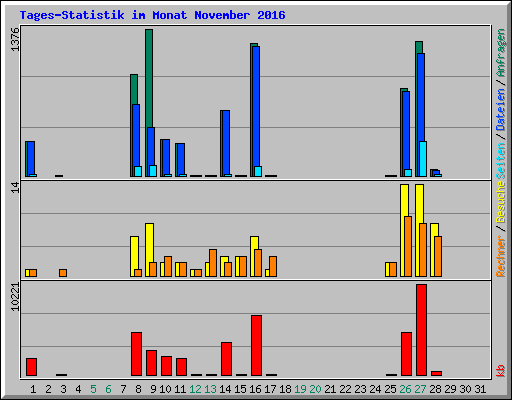 Tages-Statistik im Monat November 2016
1376
14
10221
Anfragen / Dateien / Seiten
Besuche / Rechner
kb
1 2 3 4 5 6 7 8 9 10 11 12 13 14 15 16 17 18 19 20 21 22 23 24 25 26 27 28 29 30 31